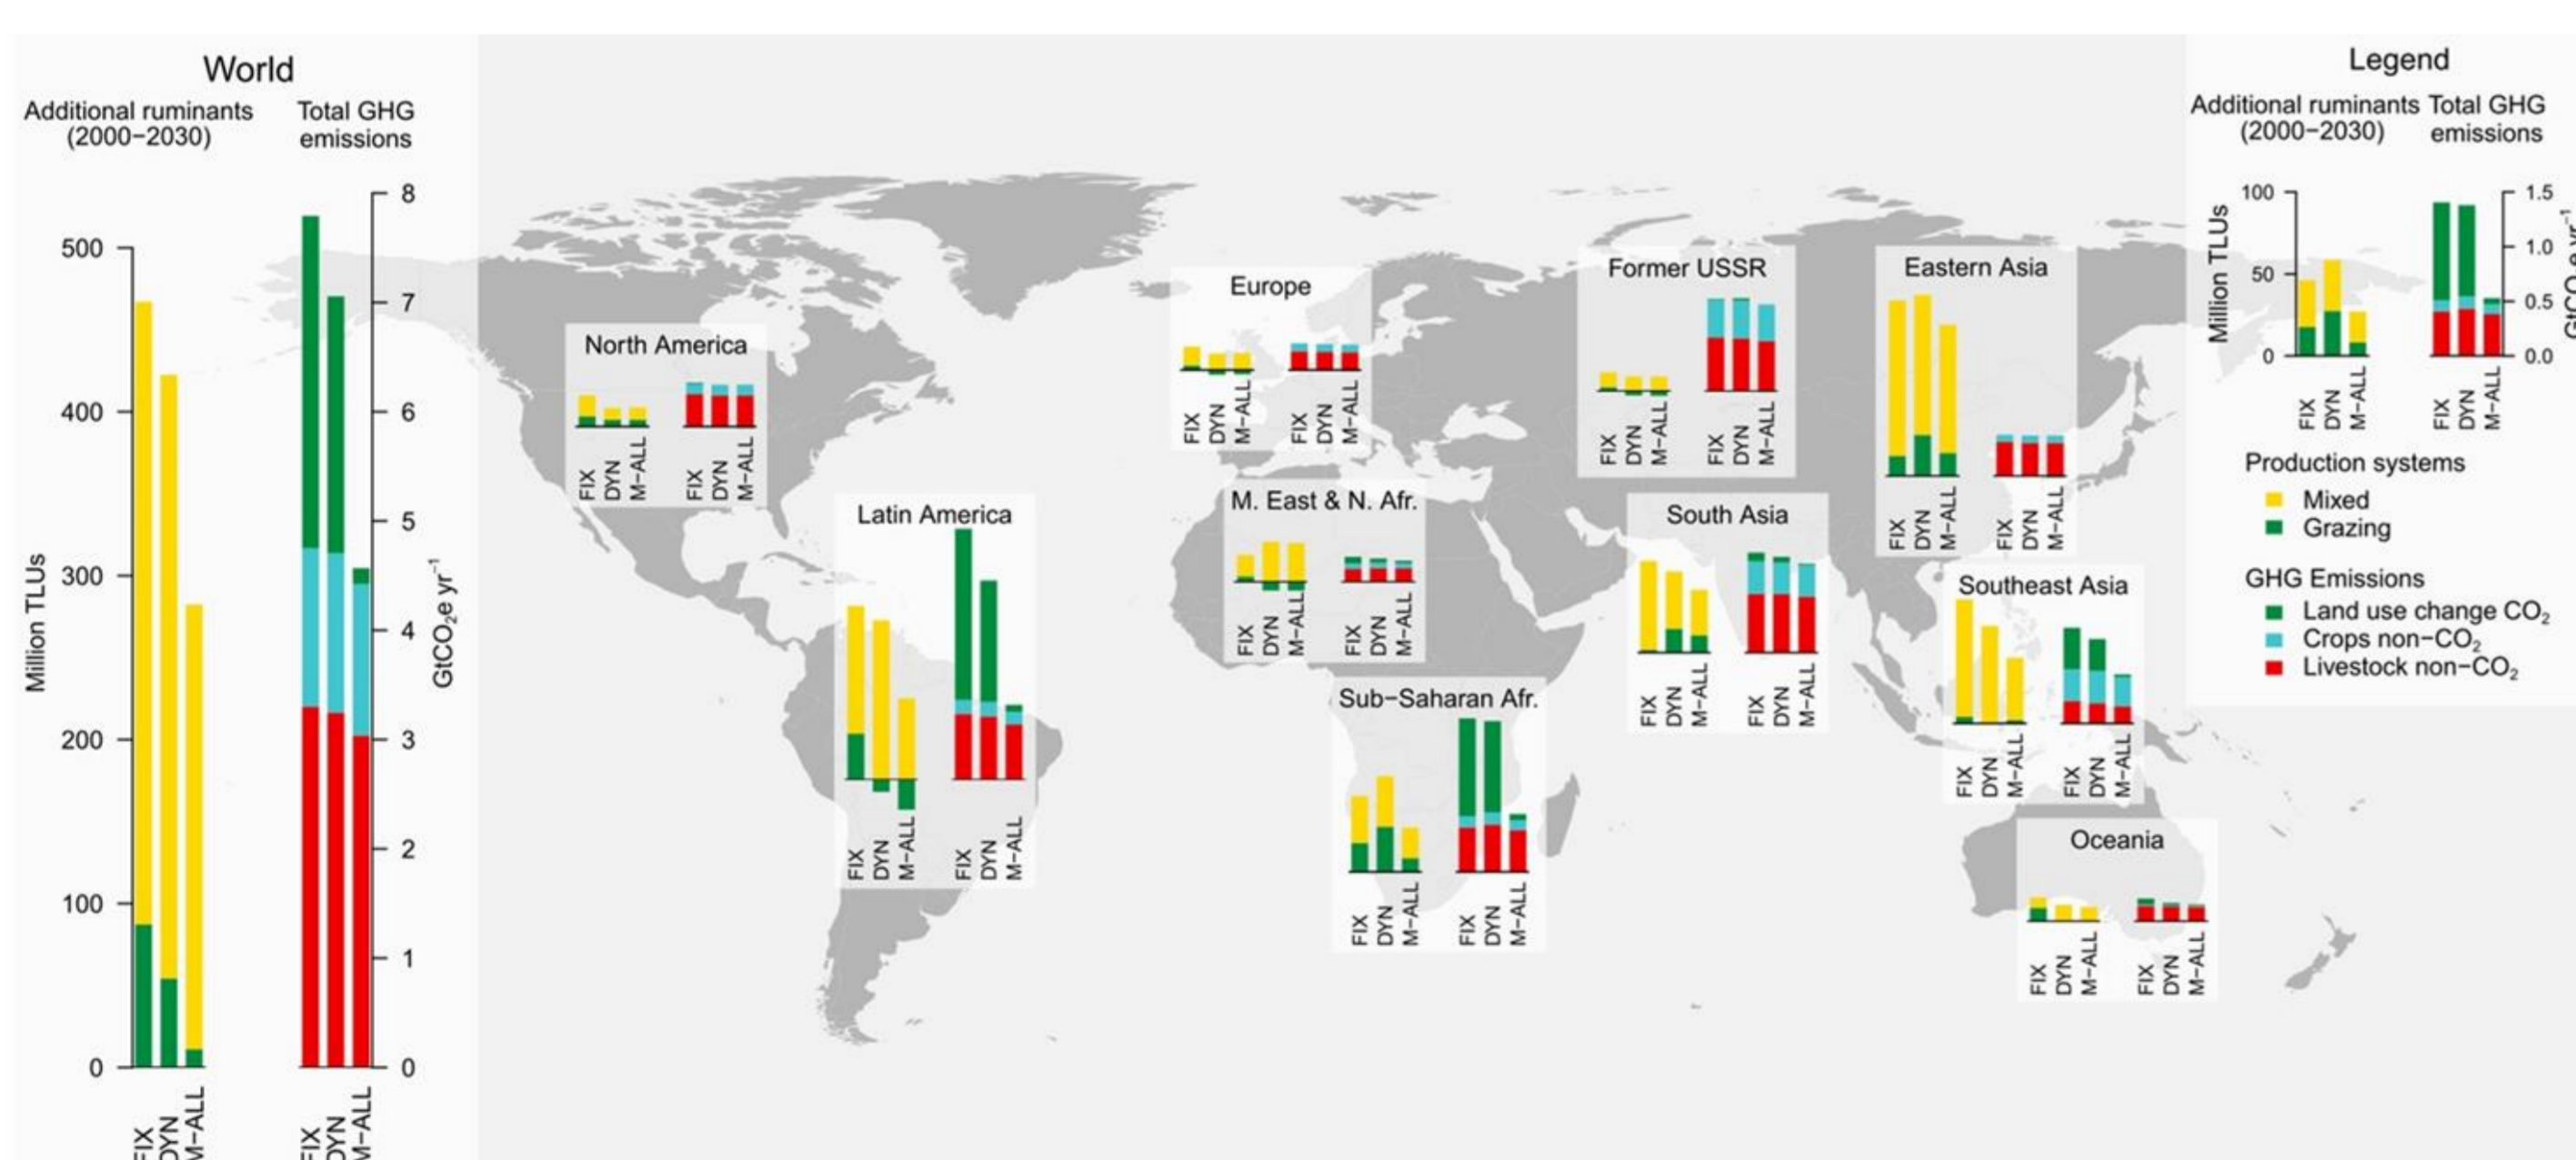 World
Additional ruminants
(2000−2030)
Total GHG
emissions
Million TLUs
500
400
300
200
100
0
8
7
6
5
4
3
2
1
0
GtCO₂e yr⁻¹
FIX
DYN
M−ALL
FIX
DYN
M−ALL
North America
FIX
DYN
M−ALL
FIX
DYN
M−ALL
Latin America
FIX
DYN
M−ALL
FIX
DYN
M−ALL
Europe
FIX
DYN
M−ALL
FIX
DYN
M−ALL
M. East & N. Afr.
FIX
DYN
M−ALL
FIX
DYN
M−ALL
Sub−Saharan Afr.
FIX
DYN
M−ALL
FIX
DYN
M−ALL
Former USSR
FIX
DYN
M−ALL
FIX
DYN
M−ALL
South Asia
FIX
DYN
M−ALL
FIX
DYN
M−ALL
Eastern Asia
FIX
DYN
M−ALL
FIX
DYN
M−ALL
Southeast Asia
FIX
DYN
M−ALL
FIX
DYN
M−ALL
Oceania
FIX
DYN
M−ALL
FIX
DYN
M−ALL
Legend
Additional ruminants
(2000−2030)
Total GHG
emissions
Million TLUs
100
50
0
1.5
1.0
0.5
0.0
GtCO₂e yr⁻¹
FIX
DYN
M−ALL
FIX
DYN
M−ALL
Production systems
Mixed
Grazing
GHG Emissions
Land use change CO₂
Crops non−CO₂
Livestock non−CO₂